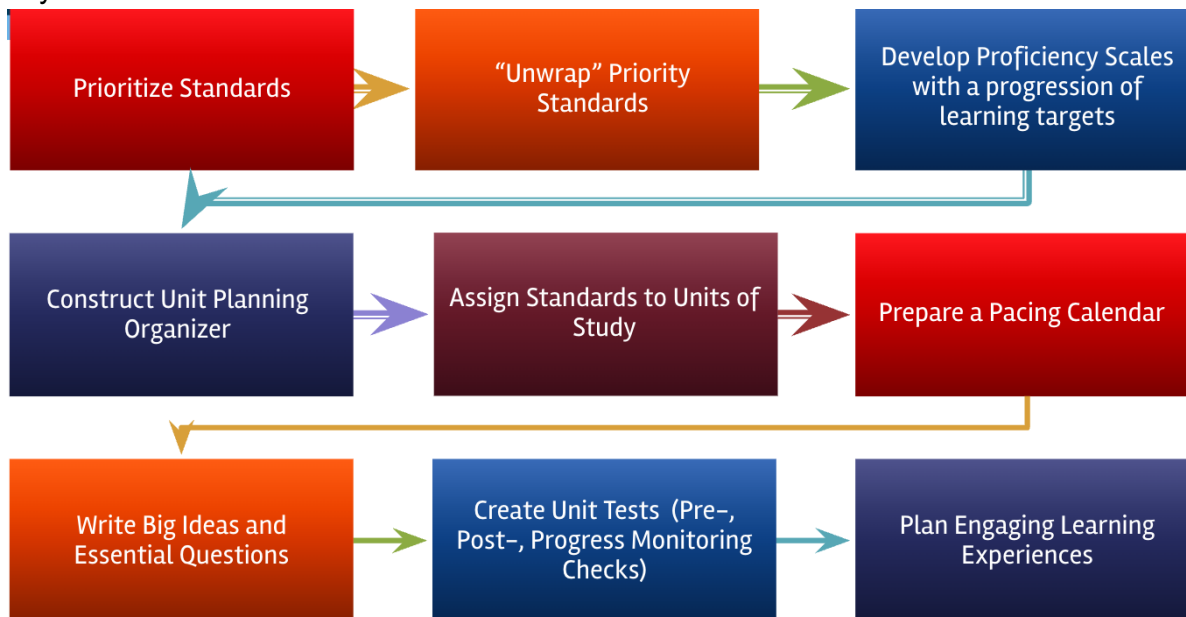 Prioritize Standards
“Unwrap” Priority
Standards
Develop Proficiency Scales
with a progression of
learning targets
Construct Unit Planning
Organizer
Assign Standards to Units of
Study
Prepare a Pacing Calendar
Write Big Ideas and
Essential Questions
Create Unit Tests (Pre-,
Post-, Progress Monitoring
Checks)
Plan Engaging Learning
Experiences